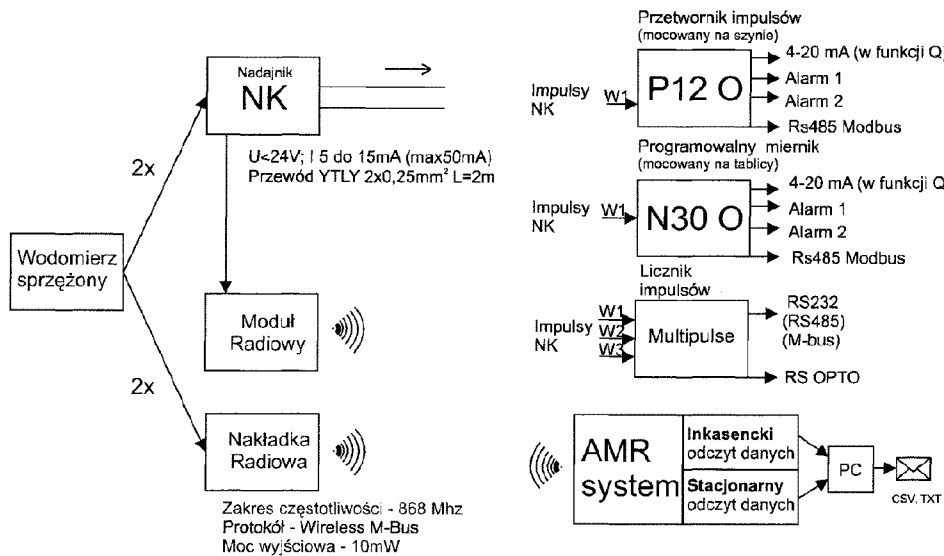 Wodomierz
sprzężony
2x
2x
Nadajnik
NK
U<24V; I 5 do 15mA (max50mA)
Przewód YTLY 2x0,25mm² L=2m
Moduł
Radiowy
Nakładka
Radiowa
Zakres częstotliwości - 868 Mhz
Protokół - Wireless M-Bus
Moc wyjściowa - 10mW
Przetwornik impulsów
(mocowany na szynie)
Impulsy
NK
W1
P12 O
4-20 mA (w funkcji Q)
Alarm 1
Alarm 2
Rs485 Modbus
Programowalny miernik
(mocowany na tablicy)
Impulsy
NK
W1
N30 O
4-20 mA (w funkcji Q
Alarm 1
Alarm 2
Rs485 Modbus
Licznik
impulsów
Impulsy
NK
W1
W2
W3
Multipulse
RS232
(RS485)
(M-bus)
RS OPTO
AMR
system
Inkasencki
odczyt danych
Stacjonarny
odczyt danych
PC
CSV, TXT